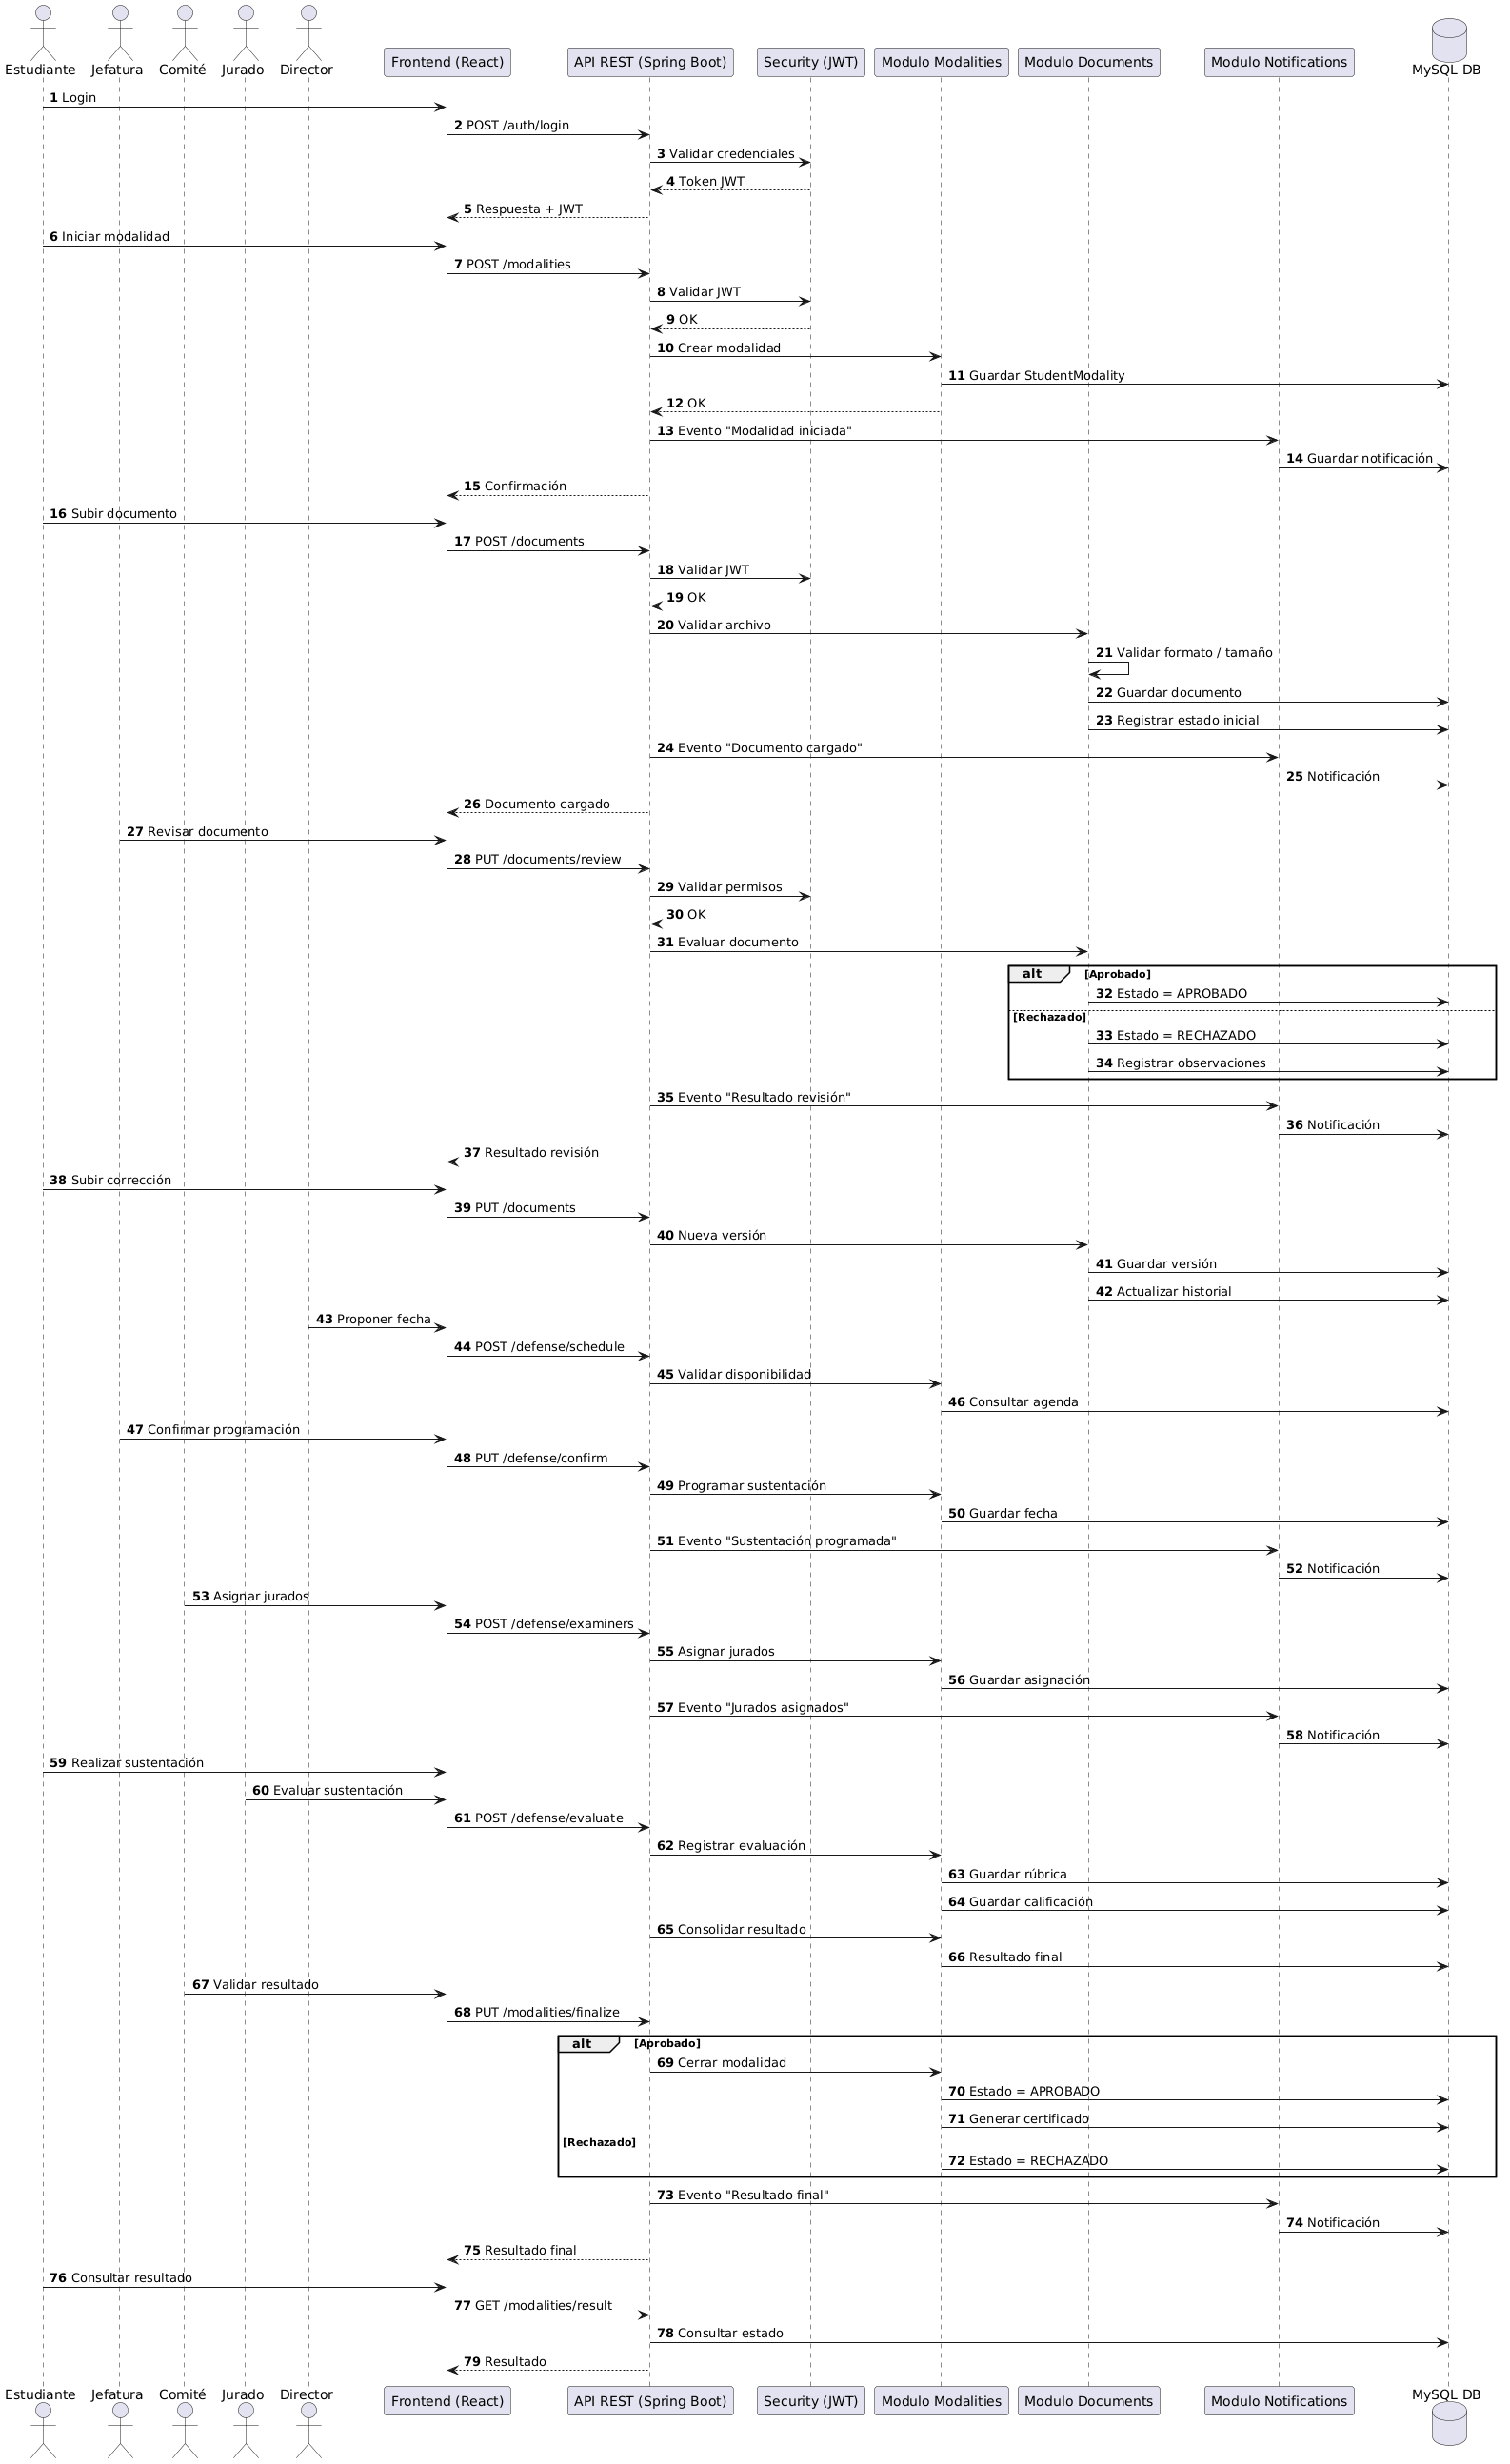 Estudiante
Jefatura
Comité
Jurado
Director
Frontend (React)
API REST (Spring Boot)
Security (JWT)
Modulo Modalities
Modulo Documents
Modulo Notifications
MySQL DB
1 Login
2 POST /auth/login
3 Validar credenciales
4 Token JWT
5 Respuesta + JWT
6 Iniciar modalidad
7 POST /modalities
8 Validar JWT
9 OK
10 Crear modalidad
11 Guardar StudentModality
12 OK
13 Evento "Modalidad iniciada"
14 Guardar notificación
15 Confirmación
16 Subir documento
17 POST /documents
18 Validar JWT
19 OK
20 Validar archivo
21 Validar formato / tamaño
22 Guardar documento
23 Registrar estado inicial
24 Evento "Documento cargado"
25 Notificación
26 Documento cargado
27 Revisar documento
28 PUT /documents/review
29 Validar permisos
30 OK
31 Evaluar documento
alt [Aprobado]
32 Estado = APROBADO
[Rechazado]
33 Estado = RECHAZADO
34 Registrar observaciones
35 Evento "Resultado revisión"
36 Notificación
37 Resultado revisión
38 Subir corrección
39 PUT /documents
40 Nueva versión
41 Guardar versión
42 Actualizar historial
43 Proponer fecha
44 POST /defense/schedule
45 Validar disponibilidad
46 Consultar agenda
47 Confirmar programación
48 PUT /defense/confirm
49 Programar sustentación
50 Guardar fecha
51 Evento "Sustentación programada"
52 Notificación
53 Asignar jurados
54 POST /defense/examiners
55 Asignar jurados
56 Guardar asignación
57 Evento "Jurados asignados"
58 Notificación
59 Realizar sustentación
60 Evaluar sustentación
61 POST /defense/evaluate
62 Registrar evaluación
63 Guardar rúbrica
64 Guardar calificación
65 Consolidar resultado
66 Resultado final
67 Validar resultado
68 PUT /modalities/finalize
alt [Aprobado]
69 Cerrar modalidad
70 Estado = APROBADO
71 Generar certificado
[Rechazado]
72 Estado = RECHAZADO
73 Evento "Resultado final"
74 Notificación
75 Resultado final
76 Consultar resultado
77 GET /modalities/result
78 Consultar estado
79 Resultado
Estudiante
Jefatura
Comité
Jurado
Director
Frontend (React)
API REST (Spring Boot)
Security (JWT)
Modulo Modalities
Modulo Documents
Modulo Notifications
MySQL DB